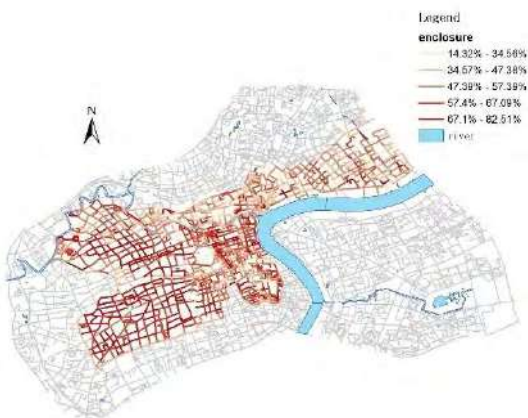 Legend
enclosure
14.32% - 34.56%
34.57% - 47.38%
47.39% - 57.39%
57.4% - 67.09%
67.1% - 82.51%
river
N